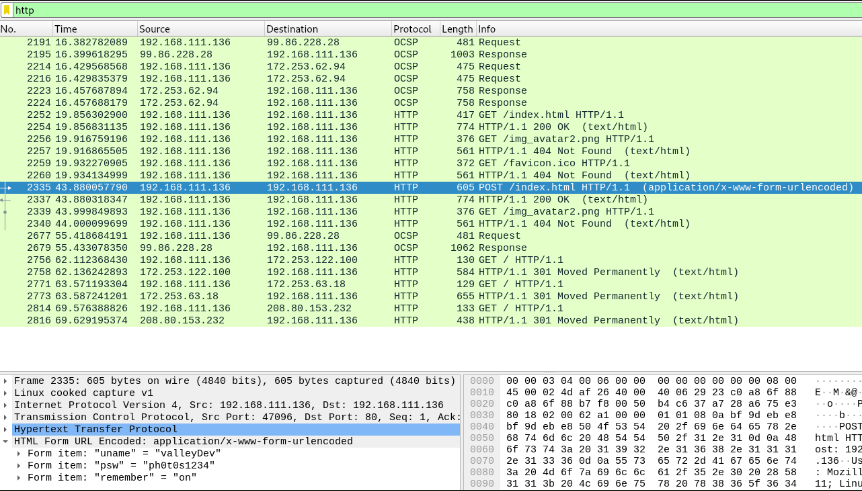 http
No. Time Source Destination Protocol Length Info
2191 16.382782089 192.168.111.136 99.86.228.28 OCSP 481 Request
2195 16.399618295 99.86.228.28 192.168.111.136 OCSP 1003 Response
2214 16.429568568 192.168.111.136 172.253.62.94 OCSP 475 Request
2216 16.429835379 192.168.111.136 172.253.62.94 OCSP 475 Request
2223 16.457687894 172.253.62.94 192.168.111.136 OCSP 758 Response
2224 16.457688179 172.253.62.94 192.168.111.136 OCSP 758 Response
2252 19.856302900 192.168.111.136 192.168.111.136 HTTP 417 GET /index.html HTTP/1.1
2254 19.856831135 192.168.111.136 192.168.111.136 HTTP 774 HTTP/1.1 200 OK (text/html)
2256 19.916759196 192.168.111.136 192.168.111.136 HTTP 376 GET /img_avatar2.png HTTP/1.1
2257 19.916865505 192.168.111.136 192.168.111.136 HTTP 561 HTTP/1.1 404 Not Found (text/html)
2259 19.932270905 192.168.111.136 192.168.111.136 HTTP 372 GET /favicon.ico HTTP/1.1
2260 19.934134999 192.168.111.136 192.168.111.136 HTTP 561 HTTP/1.1 404 Not Found (text/html)
2335 43.880057790 192.168.111.136 192.168.111.136 HTTP 605 POST /index.html HTTP/1.1 (application/x-www-form-urlencoded)
2337 43.880318347 192.168.111.136 192.168.111.136 HTTP 774 HTTP/1.1 200 OK (text/html)
2339 43.999849893 192.168.111.136 192.168.111.136 HTTP 376 GET /img_avatar2.png HTTP/1.1
2340 44.000099699 192.168.111.136 192.168.111.136 HTTP 561 HTTP/1.1 404 Not Found (text/html)
2677 55.418684191 192.168.111.136 99.86.228.28 OCSP 481 Request
2679 55.433078350 99.86.228.28 192.168.111.136 OCSP 1062 Response
2756 62.112368430 192.168.111.136 172.253.122.100 HTTP 130 GET / HTTP/1.1
2758 62.136242893 172.253.122.100 192.168.111.136 HTTP 584 HTTP/1.1 301 Moved Permanently (text/html)
2771 63.571193304 192.168.111.136 172.253.63.18 HTTP 129 GET / HTTP/1.1
2773 63.587241201 172.253.63.18 192.168.111.136 HTTP 655 HTTP/1.1 301 Moved Permanently (text/html)
2814 69.576388826 192.168.111.136 208.80.153.232 HTTP 133 GET / HTTP/1.1
2816 69.629195374 208.80.153.232 192.168.111.136 HTTP 438 HTTP/1.1 301 Moved Permanently (text/html)
Frame 2335: 605 bytes on wire (4840 bits), 605 bytes captured (4840 bits)
Linux cooked capture v1
Internet Protocol Version 4, Src: 192.168.111.136, Dst: 192.168.111.136
Transmission Control Protocol, Src Port: 47096, Dst Port: 80, Seq: 1, Ack:
Hypertext Transfer Protocol
HTML Form URL Encoded: application/x-www-form-urlencoded
Form item: "uname" = "valleyDev"
Form item: "psw" = "ph0t0s1234"
Form item: "remember" = "on"
0000 00 00 03 04 00 06 00 00 00 00 00 00 00 00 08 00 ········
0010 45 00 02 4d af 26 40 00 40 06 29 23 c0 a8 6f 88 E··M·&@·
0020 c0 a8 6f 88 b7 f8 00 50 b4 c6 37 a7 28 a6 75 e3 ··o····P
0030 80 18 02 00 62 a1 00 00 01 01 08 0a bf 9d eb e8 ····b···
0040 bf 9d eb e8 50 4f 53 54 20 2f 69 6e 64 65 78 2e ····POST
0050 68 74 6d 6c 20 48 54 54 50 2f 31 2e 31 0d 0a 48 html HTT
0060 6f 73 74 3a 20 31 39 32 2e 31 36 38 2e 31 31 31 ost: 192
0070 2e 31 33 36 0d 0a 55 73 65 72 2d 41 67 65 6e 74 .136··Us
0080 3a 20 4d 6f 7a 69 6c 6c 61 2f 35 2e 30 20 28 58 : Mozill
0090 31 31 3b 20 4c 69 6e 75 78 20 78 38 36 5f 36 34 11; Linu